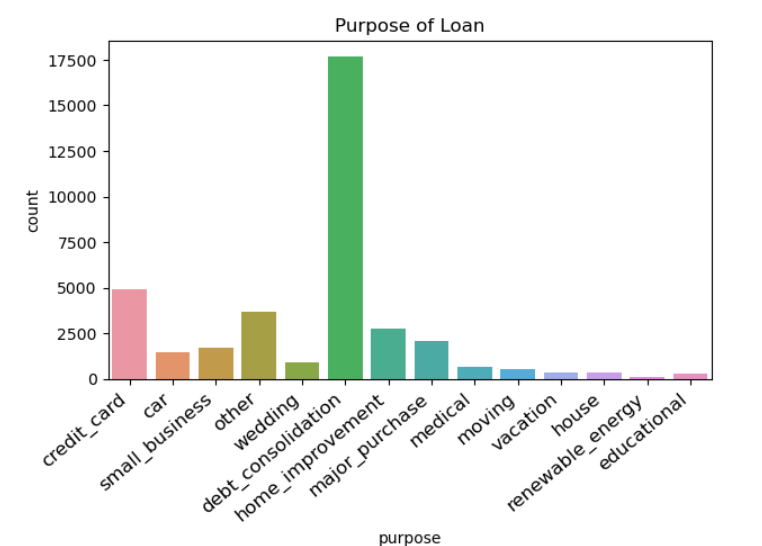 Purpose of Loan
17500
15000
12500
10000
7500
5000
2500
0
count
credit_card
car
small_business
other
wedding
debt_consolidation
home_improvement
major_purchase
medical
moving
vacation
house
renewable_energy
educational
purpose